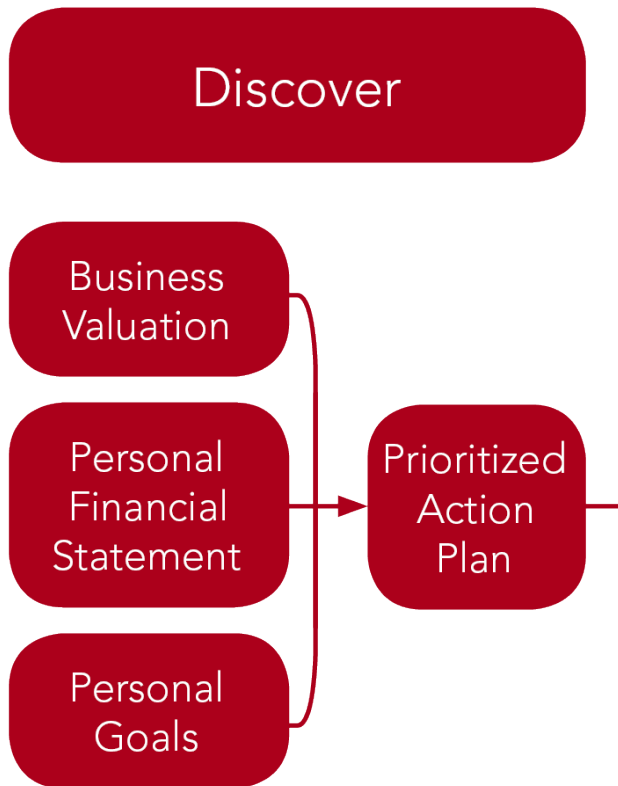 Discover
Business
Valuation
Personal
Financial
Statement
Prioritized
Action
Plan
Personal
Goals